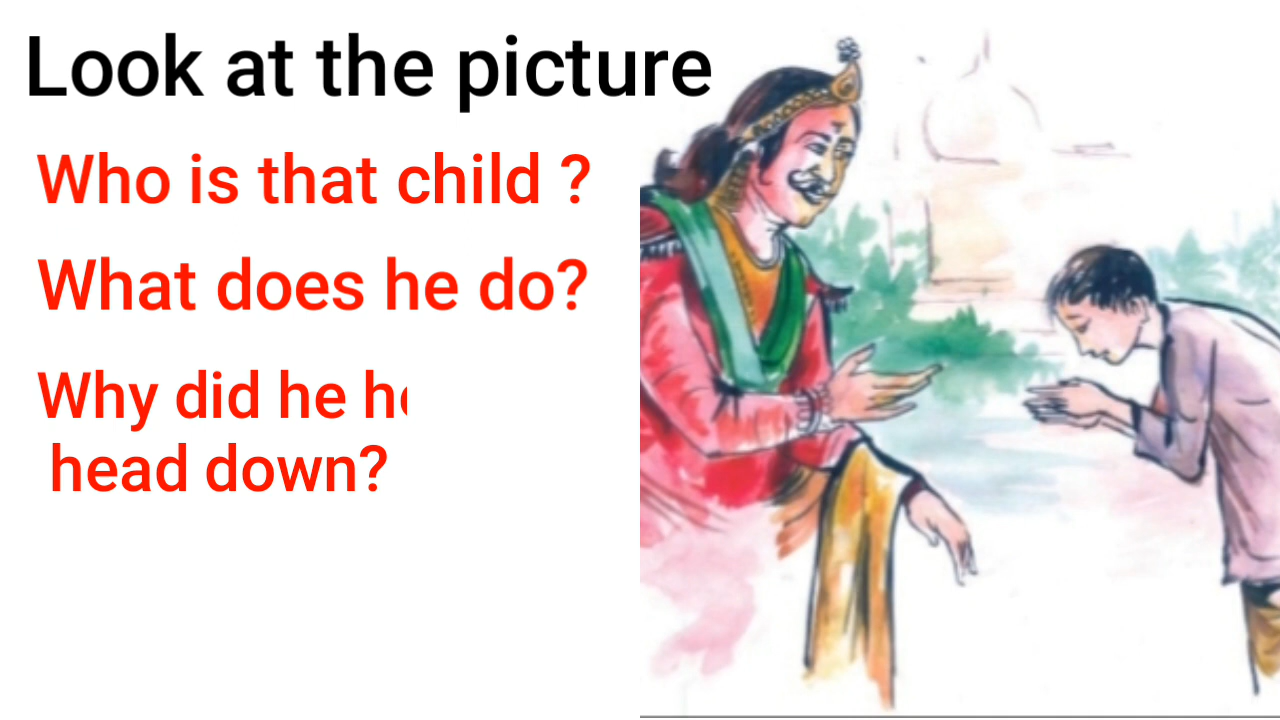 Look at the picture
Who is that child ?
What does he do?
Why did he
head down?